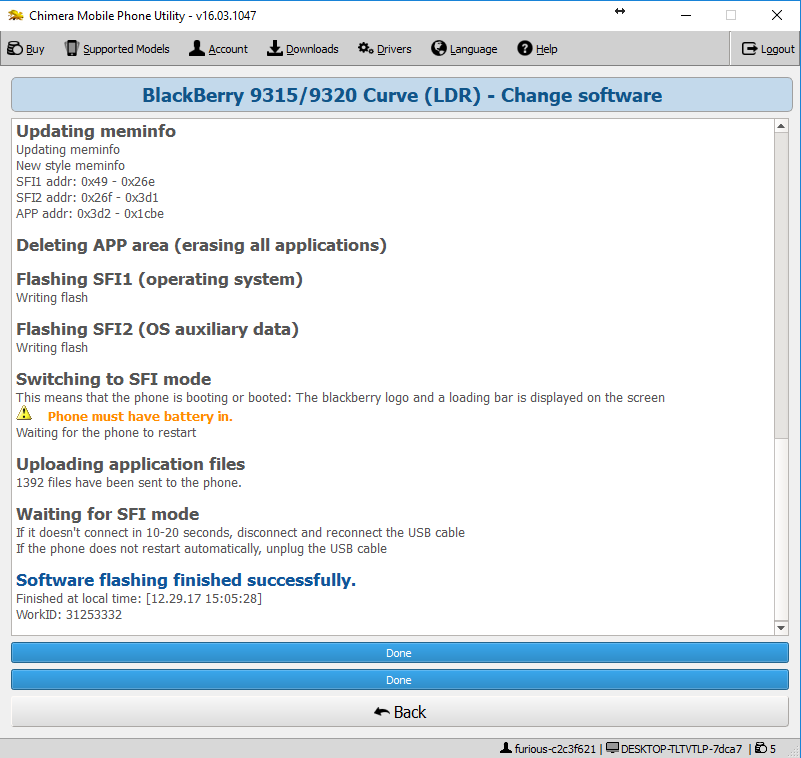 Chimera Mobile Phone Utility - v16.03.1047
Buy Supported Models Account Downloads Drivers Language Help Logout
BlackBerry 9315/9320 Curve (LDR) - Change software
Updating meminfo
Updating meminfo
New style meminfo
SFI1 addr: 0x49 - 0x26e
SFI2 addr: 0x26f - 0x3d1
APP addr: 0x3d2 - 0x1cbe
Deleting APP area (erasing all applications)
Flashing SFI1 (operating system)
Writing flash
Flashing SFI2 (OS auxiliary data)
Writing flash
Switching to SFI mode
This means that the phone is booting or booted: The blackberry logo and a loading bar is displayed on the screen
Phone must have battery in.
Waiting for the phone to restart
Uploading application files
1392 files have been sent to the phone.
Waiting for SFI mode
If it doesn't connect in 10-20 seconds, disconnect and reconnect the USB cable
If the phone does not restart automatically, unplug the USB cable
Software flashing finished successfully.
Finished at local time: [12.29.17 15:05:28]
WorkID: 31253332
Done
Done
Back
furious-c2c3f621 | DESKTOP-TLTVTLP-7dca7 | 5